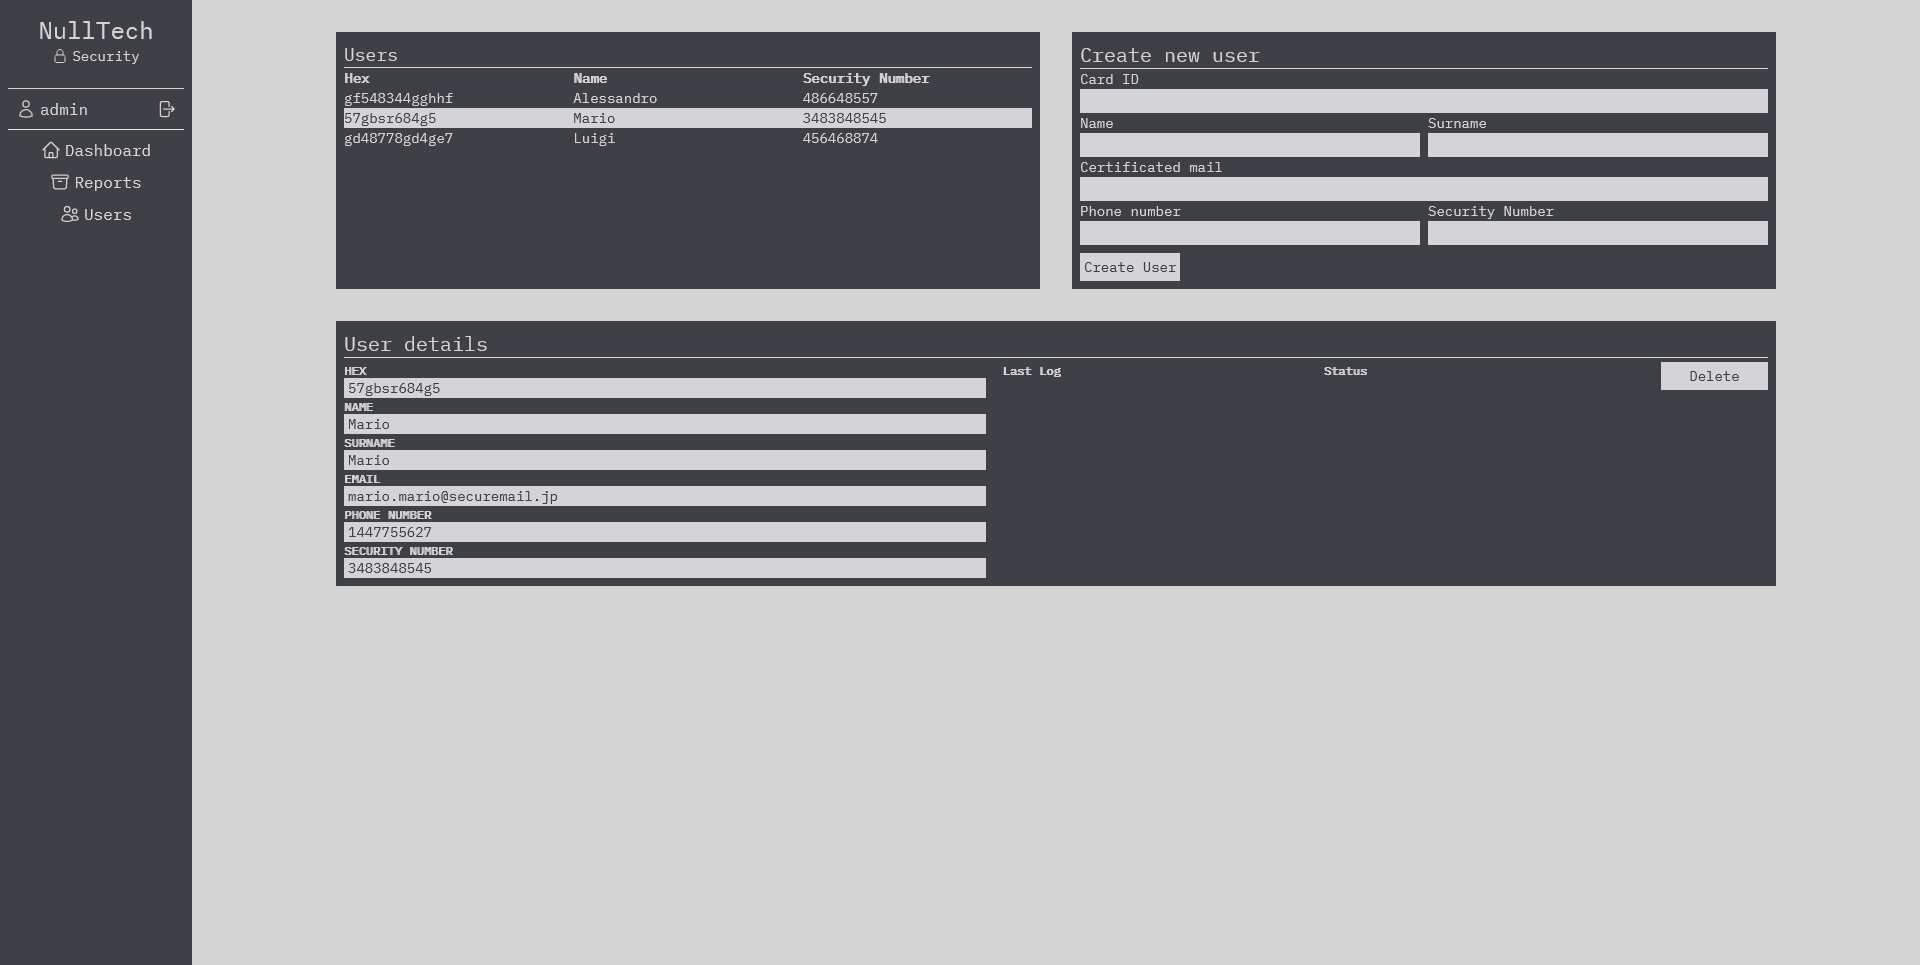 NullTech
Security
admin
Dashboard
Reports
Users
Users
Hex Name Security Number
gf548344gghhf Alessandro 486648557
57gbsr684g5 Mario 3483848545
gd48778gd4ge7 Luigi 456468874
Create new user
Card ID
Name Surname
Certificated mail
Phone number Security Number
Create User
User details
HEX
57gbsr684g5
NAME
Mario
SURNAME
Mario
EMAIL
mario.mario@securemail.jp
PHONE NUMBER
1447755627
SECURITY NUMBER
3483848545
Last Log Status Delete